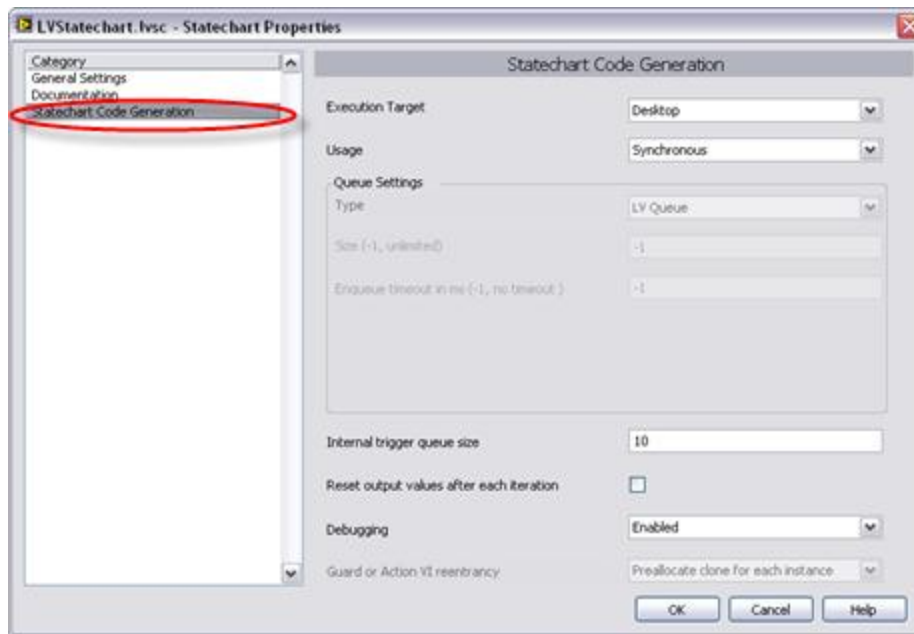 LVStatechart.lvsc - Statechart Properties
Category
General Settings
Documentation
Statechart Code Generation
Statechart Code Generation
Execution Target
Desktop
Usage
Synchronous
Queue Settings
Type
LV Queue
Size (-1, unlimited)
-1
Enqueue timeout in ms (-1, no timeout )
-1
Internal trigger queue size
10
Reset output values after each iteration
Debugging
Enabled
Guard or Action VI reentrancy
Preallocate clone for each instance
OK
Cancel
Help